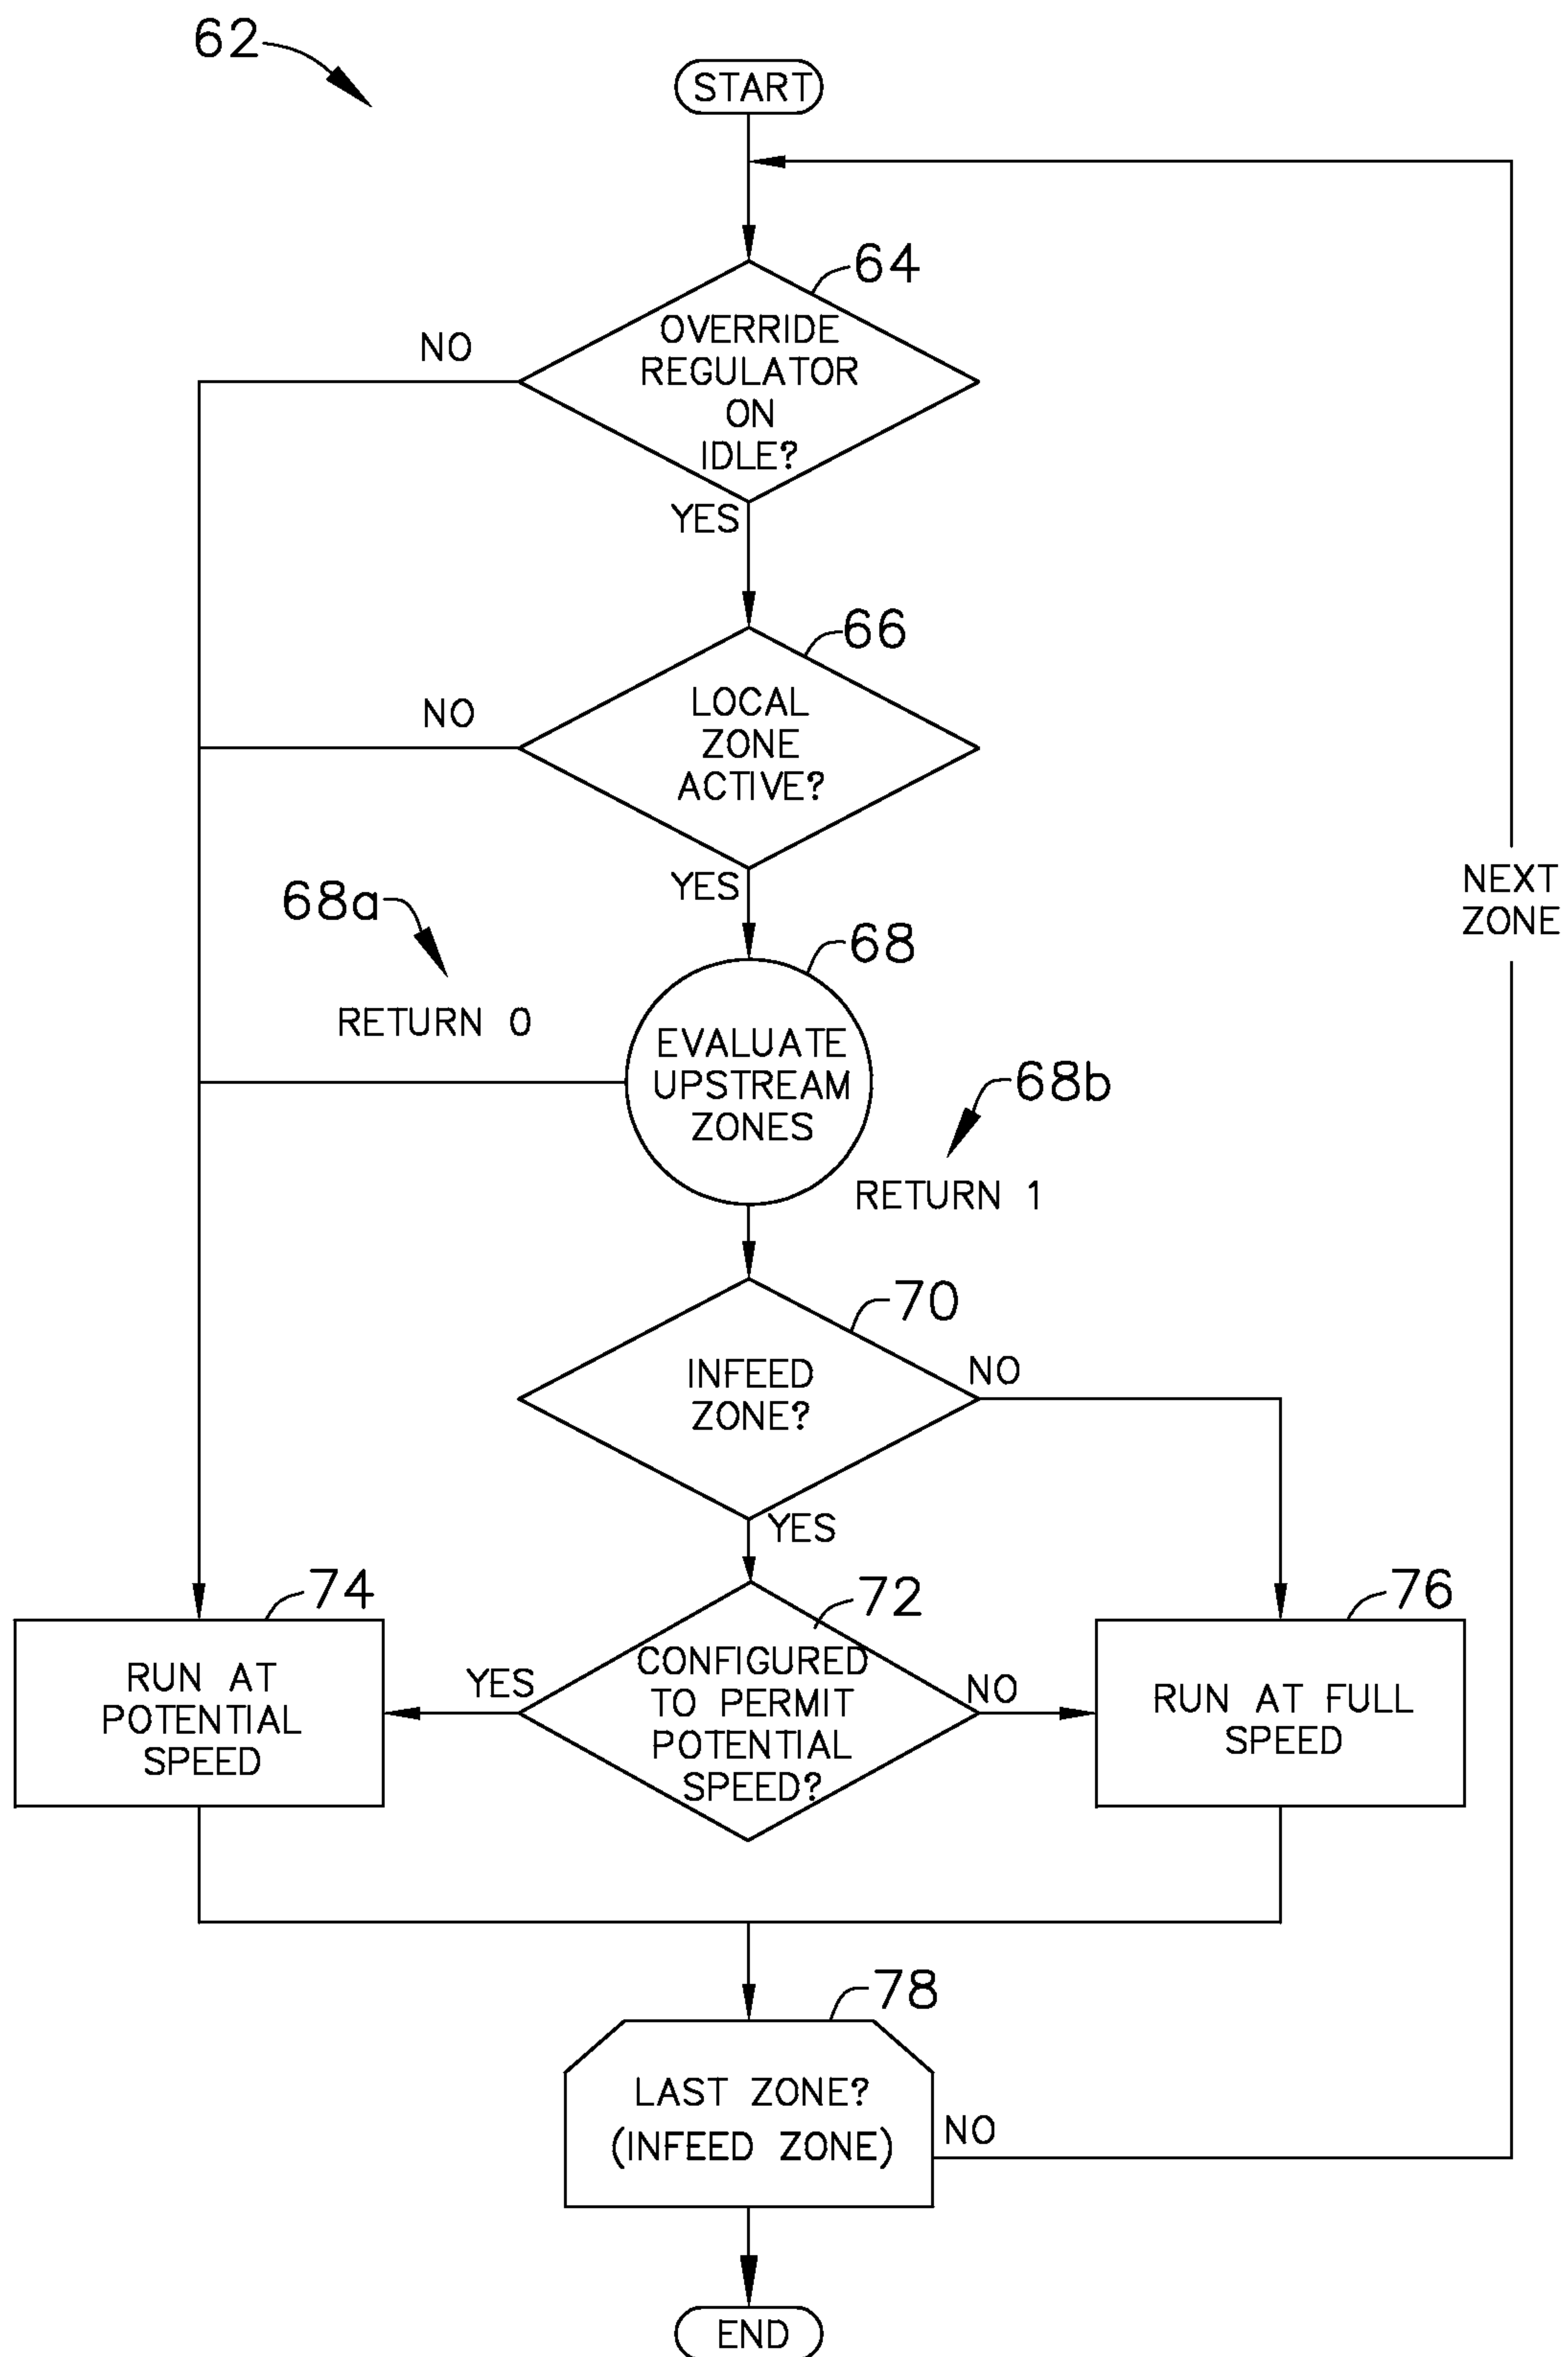 62
START
64
OVERRIDE
REGULATOR
ON
IDLE?
NO
YES
66
LOCAL
ZONE
ACTIVE?
NO
YES
NEXT
ZONE
68a
68
RETURN 0
EVALUATE
UPSTREAM
ZONES
68b
RETURN 1
70
INFEED
ZONE?
NO
YES
74
72
76
RUN AT
POTENTIAL
SPEED
YES
CONFIGURED
TO PERMIT
POTENTIAL
SPEED?
NO
RUN AT FULL
SPEED
78
LAST ZONE?
(INFEED ZONE)
NO
END